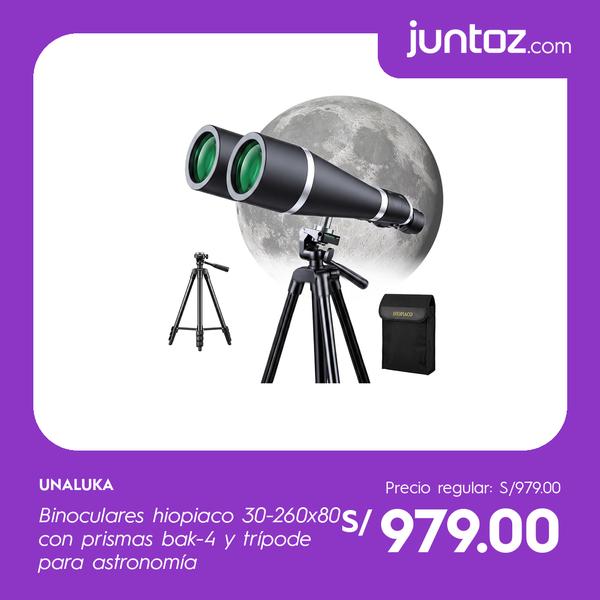 juntoz.com
HIOPIACO
UNALUKA
Binoculares hiopiaco 30-260x80
con prismas bak-4 y trípode
para astronomía
Precio regular: S/979.00
S/ 979.00